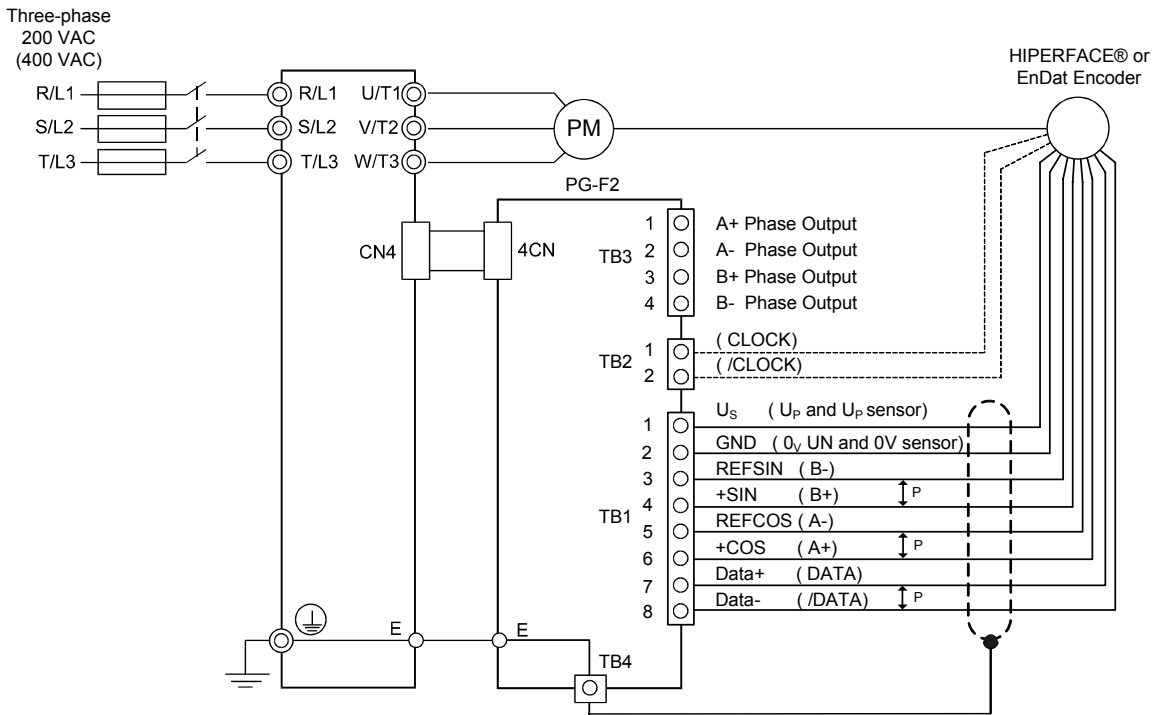 Three-phase
200 VAC
(400 VAC)
HIPERFACE® or
EnDat Encoder
R/L1
R/L1
U/T1
S/L2
S/L2
V/T2
PM
T/L3
T/L3
W/T3
PG-F2
CN4
4CN
TB3
1
A+ Phase Output
2
A- Phase Output
3
B+ Phase Output
4
B- Phase Output
TB2
1
( CLOCK)
2
( /CLOCK)
TB1
1
US ( UP and UP sensor)
2
GND ( 0V UN and 0V sensor)
3
REFSIN ( B-)
P
4
+SIN ( B+)
5
REFCOS ( A-)
P
6
+COS ( A+)
7
Data+ ( DATA)
P
8
Data- ( /DATA)
E
E
TB4